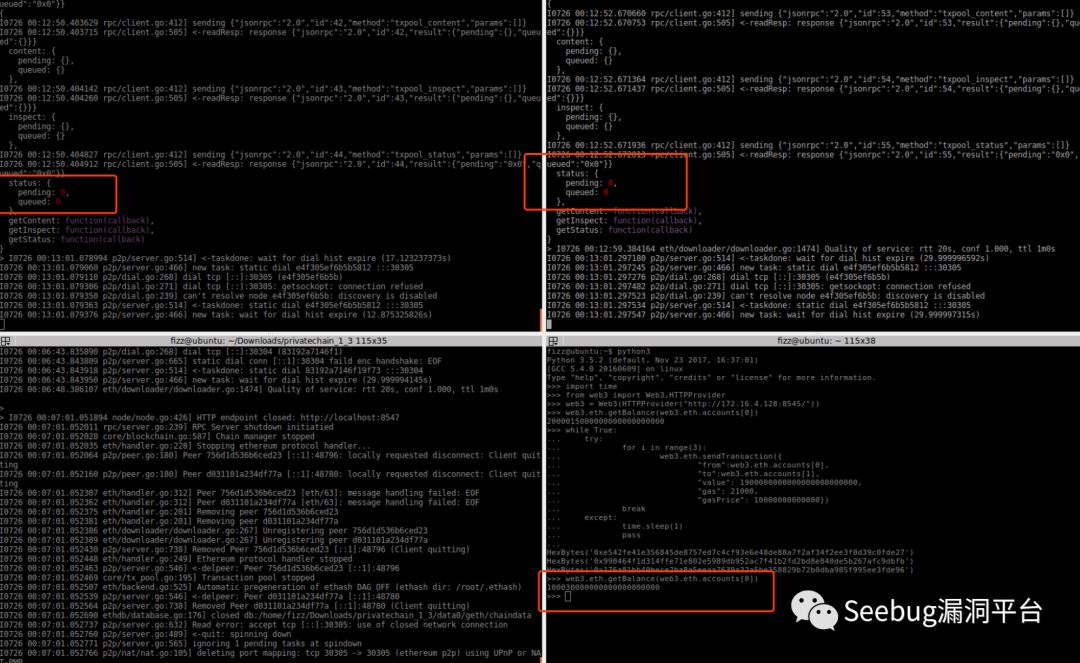 ueued":"0x0"}}
{
I0726 00:12:50.403629 rpc/client.go:412] sending {"jsonrpc":"2.0","id":42,"method":"txpool_content","params":[]}
I0726 00:12:50.403715 rpc/client.go:505] <-readResp: response {"jsonrpc":"2.0","id":42,"result":{"pending":{},"queu
ed":{}}}
content: {
pending: {},
queued: {}
},
I0726 00:12:50.404142 rpc/client.go:412] sending {"jsonrpc":"2.0","id":43,"method":"txpool_inspect","params":[]}
I0726 00:12:50.404260 rpc/client.go:505] <-readResp: response {"jsonrpc":"2.0","id":43,"result":{"pending":{},"queu
ed":{}}}
inspect: {
pending: {},
queued: {}
},
I0726 00:12:50.404827 rpc/client.go:412] sending {"jsonrpc":"2.0","id":44,"method":"txpool_status","params":[]}
I0726 00:12:50.404912 rpc/client.go:505] <-readResp: response {"jsonrpc":"2.0","id":44,"result":{"pending":"0x0","q
ueued":"0x0"}}
status: {
pending: 0,
queued: 0
},
getContent: function(callback),
getInspect: function(callback),
getStatus: function(callback)
}
> I0726 00:13:01.078994 p2p/server.go:514] <-taskdone: wait for dial hist expire (17.123237373s)
I0726 00:13:01.079060 p2p/server.go:466] new task: static dial e4f305ef6b5b5812 :::30305
I0726 00:13:01.079110 p2p/dial.go:268] dial tcp [::]:30305 (e4f305ef6b5b)
I0726 00:13:01.079306 p2p/dial.go:271] dial tcp [::]:30305: getsockopt: connection refused
I0726 00:13:01.079350 p2p/dial.go:239] can't resolve node e4f305ef6b5b: discovery is disabled
I0726 00:13:01.079363 p2p/server.go:514] <-taskdone: static dial e4f305ef6b5b5812 :::30305
I0726 00:13:01.079376 p2p/server.go:466] new task: wait for dial hist expire (12.875325826s)
{
I0726 00:12:52.670660 rpc/client.go:412] sending {"jsonrpc":"2.0","id":53,"method":"txpool_content","params":[]}
I0726 00:12:52.670753 rpc/client.go:505] <-readResp: response {"jsonrpc":"2.0","id":53,"result":{"pending":{},"queu
ed":{}}}
content: {
pending: {},
queued: {}
},
I0726 00:12:52.671364 rpc/client.go:412] sending {"jsonrpc":"2.0","id":54,"method":"txpool_inspect","params":[]}
I0726 00:12:52.671437 rpc/client.go:505] <-readResp: response {"jsonrpc":"2.0","id":54,"result":{"pending":{},"queu
ed":{}}}
inspect: {
pending: {},
queued: {}
},
I0726 00:12:52.671936 rpc/client.go:412] sending {"jsonrpc":"2.0","id":55,"method":"txpool_status","params":[]}
I0726 00:12:52.672013 rpc/client.go:505] <-readResp: response {"jsonrpc":"2.0","id":55,"result":{"pending":"0x0","q
ueued":"0x0"}}
status: {
pending: 0,
queued: 0
},
getContent: function(callback),
getInspect: function(callback),
getStatus: function(callback)
}
> I0726 00:12:59.384164 eth/downloader/downloader.go:1474] Quality of service: rtt 20s, conf 1.000, ttl 1m0s
I0726 00:13:01.297180 p2p/server.go:514] <-taskdone: wait for dial hist expire (29.999996592s)
I0726 00:13:01.297245 p2p/server.go:466] new task: static dial e4f305ef6b5b5812 :::30305
I0726 00:13:01.297276 p2p/dial.go:268] dial tcp [::]:30305 (e4f305ef6b5b)
I0726 00:13:01.297482 p2p/dial.go:271] dial tcp [::]:30305: getsockopt: connection refused
I0726 00:13:01.297523 p2p/dial.go:239] can't resolve node e4f305ef6b5b: discovery is disabled
I0726 00:13:01.297534 p2p/server.go:514] <-taskdone: static dial e4f305ef6b5b5812 :::30305
I0726 00:13:01.297547 p2p/server.go:466] new task: wait for dial hist expire (29.999997315s)
fizz@ubuntu: ~/Downloads/privatechain_1_3 115x35
I0726 00:06:43.835890 p2p/dial.go:268] dial tcp [::]:30304 (83192a7146f1)
I0726 00:06:43.843809 p2p/server.go:665] static dial conn [::1]:30304 faild enc handshake: EOF
I0726 00:06:43.843918 p2p/server.go:514] <-taskdone: static dial 83192a7146f19f73 :::30304
I0726 00:06:43.843950 p2p/server.go:466] new task: wait for dial hist expire (29.999994145s)
I0726 00:06:48.386107 eth/downloader/downloader.go:1474] Quality of service: rtt 20s, conf 1.000, ttl 1m0s
>
> I0726 00:07:01.051894 node/node.go:426] HTTP endpoint closed: http://localhost:8547
I0726 00:07:01.052011 rpc/server.go:239] RPC Server shutdown initiatied
I0726 00:07:01.052028 core/blockchain.go:587] Chain manager stopped
I0726 00:07:01.052035 eth/handler.go:228] Stopping ethereum protocol handler...
I0726 00:07:01.052064 p2p/peer.go:180] Peer 756d1d536b6ced23 [::1]:48796: locally requested disconnect: Client quit
ting
I0726 00:07:01.052160 p2p/peer.go:180] Peer d031101a234df77a [::1]:48780: locally requested disconnect: Client quit
ting
I0726 00:07:01.052307 eth/handler.go:312] Peer 756d1d536b6ced23 [eth/63]: message handling failed: EOF
I0726 00:07:01.052362 eth/handler.go:312] Peer d031101a234df77a [eth/63]: message handling failed: EOF
I0726 00:07:01.052375 eth/handler.go:201] Removing peer 756d1d536b6ced23
I0726 00:07:01.052381 eth/handler.go:201] Removing peer d031101a234df77a
I0726 00:07:01.052386 eth/downloader/downloader.go:267] Unregistering peer 756d1d536b6ced23
I0726 00:07:01.052389 eth/downloader/downloader.go:267] Unregistering peer d031101a234df77a
I0726 00:07:01.052430 p2p/server.go:738] Removed Peer 756d1d536b6ced23 [::1]:48796 (Client quitting)
I0726 00:07:01.052448 eth/handler.go:249] Ethereum protocol handler stopped
I0726 00:07:01.052463 p2p/server.go:546] <-delpeer: Peer 756d1d536b6ced23 [::1]:48796
I0726 00:07:01.052469 core/tx_pool.go:195] Transaction pool stopped
I0726 00:07:01.052507 eth/backend.go:525] Automatic pregeneration of ethash DAG OFF (ethash dir: /root/.ethash)
I0726 00:07:01.052539 p2p/server.go:546] <-delpeer: Peer d031101a234df77a [::1]:48780
I0726 00:07:01.052564 p2p/server.go:738] Removed Peer d031101a234df77a [::1]:48780 (Client quitting)
I0726 00:07:01.052690 ethdb/database.go:176] closed db:/home/fizz/Downloads/privatechain_1_3/data0/geth/chaindata
I0726 00:07:01.052737 p2p/server.go:632] Read error: accept tcp [::]:30305: use of closed network connection
I0726 00:07:01.052760 p2p/server.go:489] <-quit: spinning down
I0726 00:07:01.052771 p2p/server.go:565] ignoring 1 pending tasks at spindown
I0726 00:07:01.052766 p2p/nat/nat.go:105] deleting port mapping: tcp 30305 -> 30305 (ethereum p2p) using UPnP or NA
T-PMP
fizz@ubuntu: ~ 115x38
fizz@ubuntu:~$ python3
Python 3.5.2 (default, Nov 23 2017, 16:37:01)
[GCC 5.4.0 20160609] on linux
Type "help", "copyright", "credits" or "license" for more information.
>>> import time
>>> from web3 import Web3,HTTPProvider
>>> web3 = Web3(HTTPProvider("http://172.16.4.128:8545/"))
>>> web3.eth.getBalance(web3.eth.accounts[0])
>>> while True:
... try:
... for i in range(3):
... web3.eth.sendTransaction({
... "from":web3.eth.accounts[0],
... "to":web3.eth.accounts[1],
... "gas": 21000,
... break
... except:
... time.sleep(1)
... pass
...
>>> web3.eth.getBalance(web3.eth.accounts[0])
>>>
Seebug漏洞平台